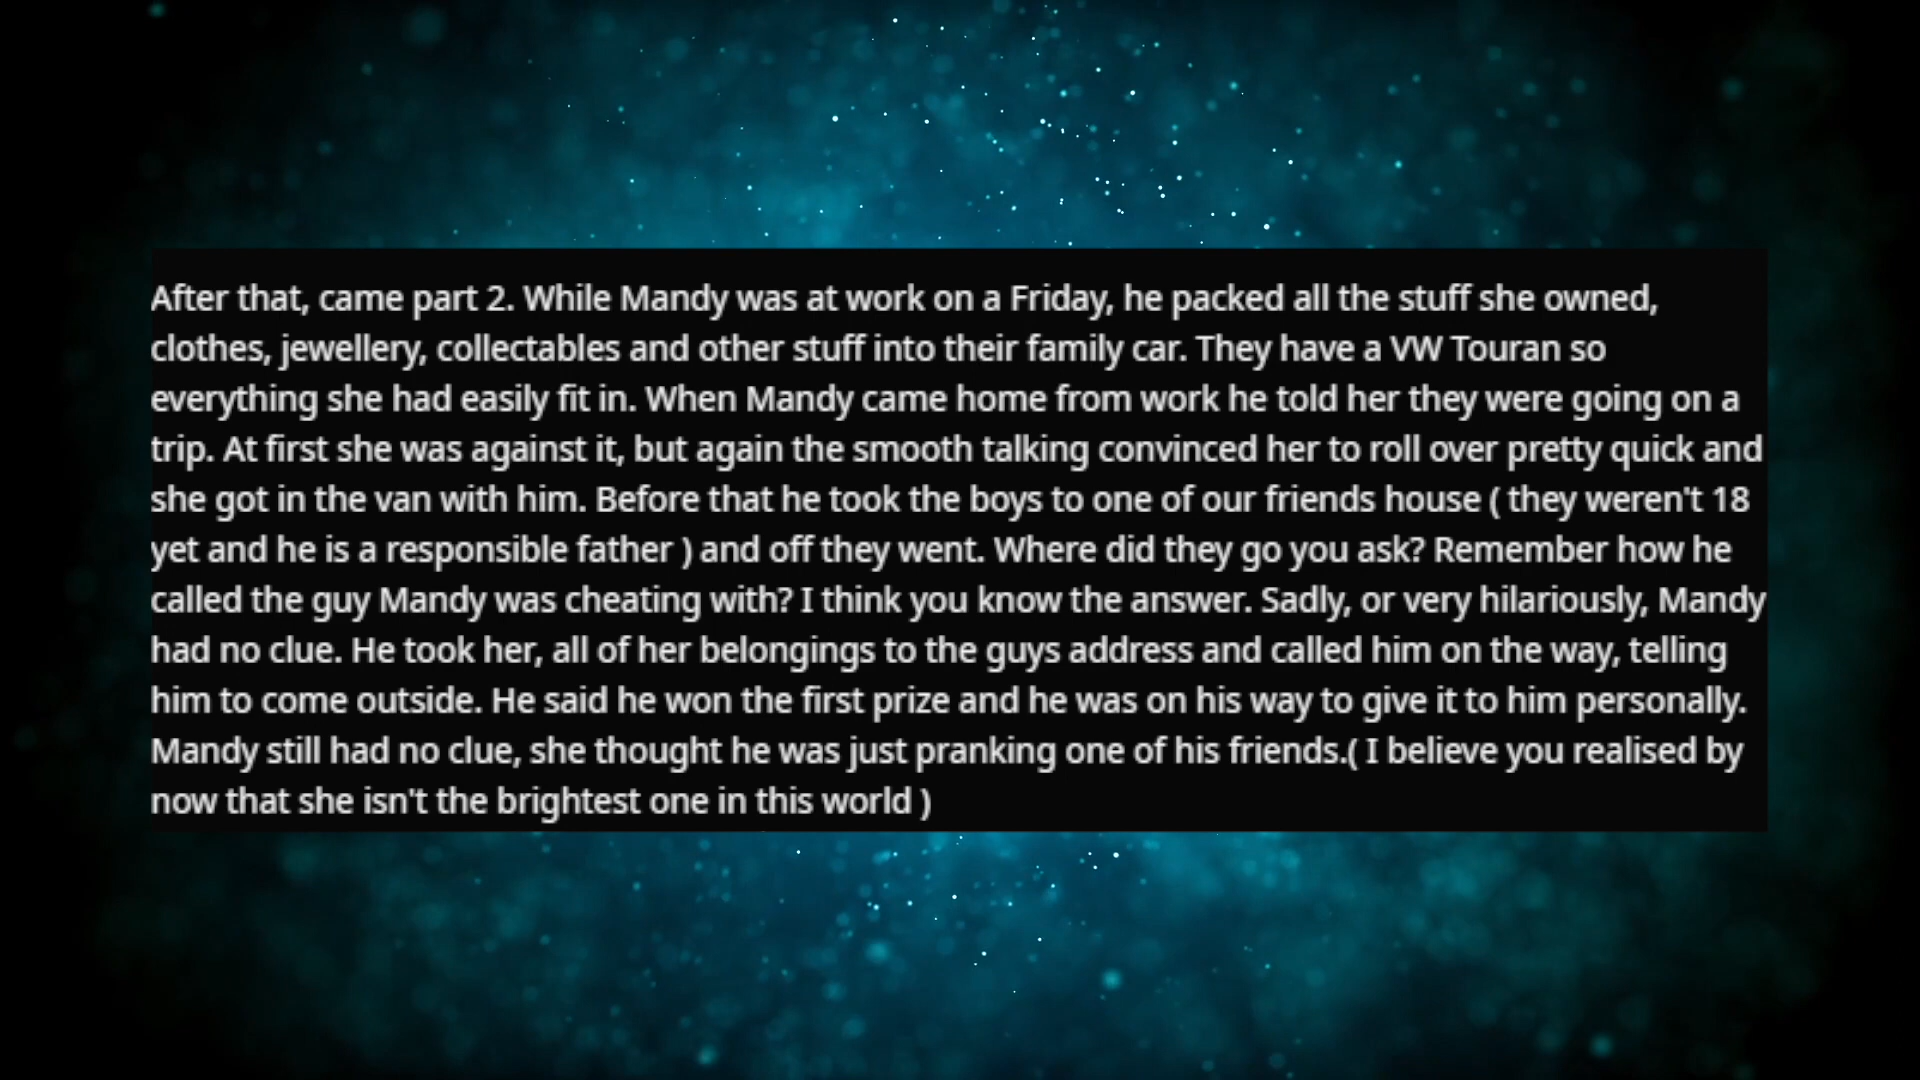 After that, came part 2. While Mandy was at work on a Friday, he packed all the stuff she owned,
clothes, jewellery, collectables and other stuff into their family car. They have a VW Touran so
everything she had easily fit in. When Mandy came home from work he told her they were going on a
trip. At first she was against it, but again the smooth talking convinced her to roll over pretty quick and
she got in the van with him. Before that he took the boys to one of our friends house ( they weren't 18
yet and he is a responsible father ) and off they went. Where did they go you ask? Remember how he
called the guy Mandy was cheating with? I think you know the answer. Sadly, or very hilariously, Mandy
had no clue. He took her, all of her belongings to the guys address and called him on the way, telling
him to come outside. He said he won the first prize and he was on his way to give it to him personally.
Mandy still had no clue, she thought he was just pranking one of his friends.( I believe you realised by
now that she isn't the brightest one in this world )